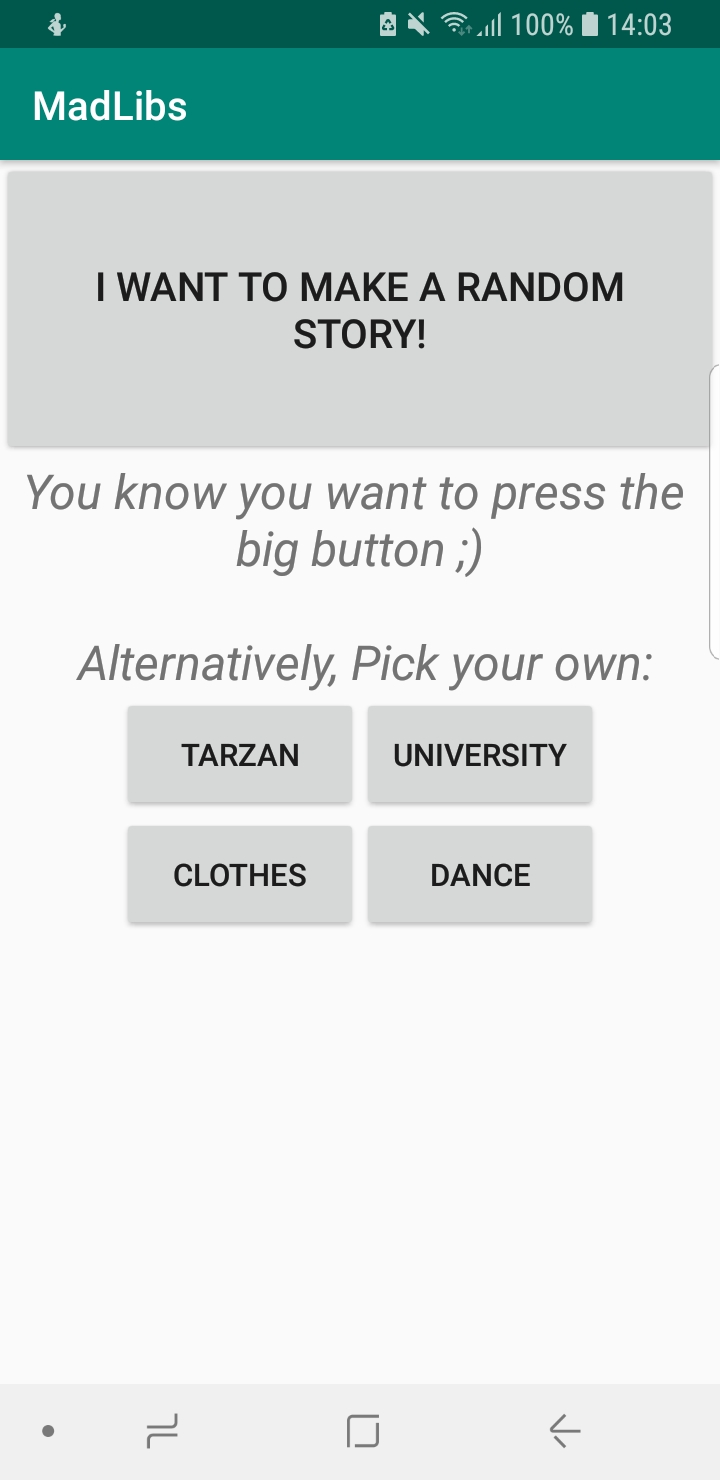 100% 14:03
MadLibs
I WANT TO MAKE A RANDOM
STORY!
You know you want to press the
big button ;)
Alternatively, Pick your own:
TARZAN UNIVERSITY
CLOTHES DANCE